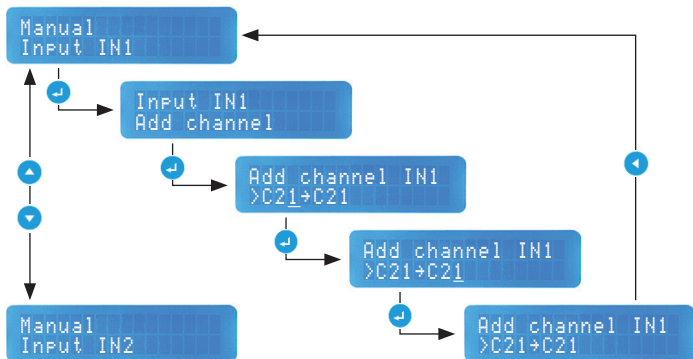 Manual
Input IN1
Input IN1
Add channel
Add channel IN1
>C21→C21
Add channel IN1
>C21→C21
Manual
Input IN2
Add channel IN1
>C21→C21